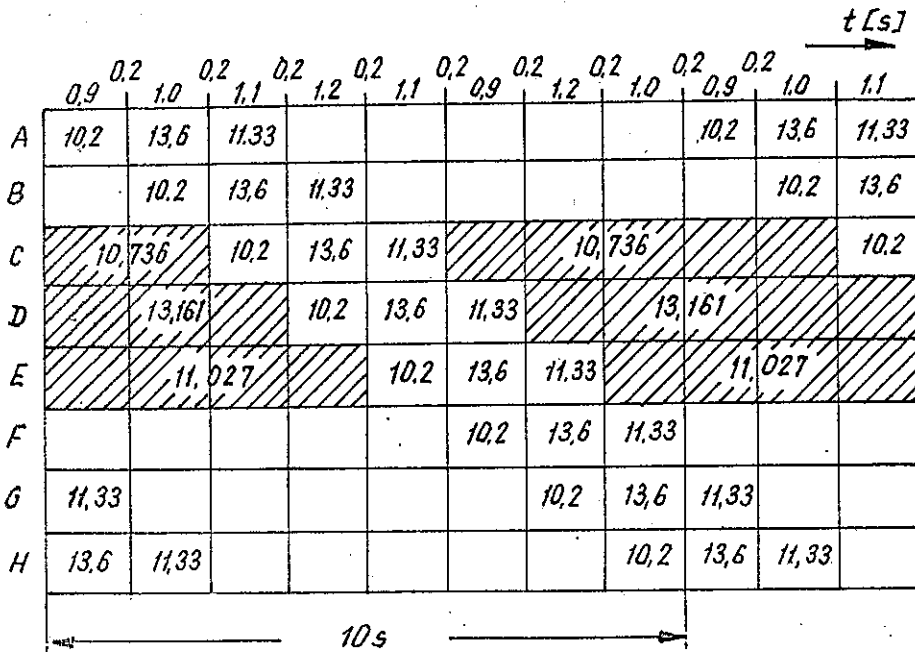 t [s]
0,2 0,2 0,2 0,2 0,2 0,2 0,2 0,2 0,2
0,9 1.0 1,1 1.2 1,1 0,9 1,2 1,0 0,9 1.0 1,1
A 10,2 13,6 11.33 10,2 13,6 11,33
B 10.2 13,6 11,33 10,2 13,6
C 10,736 10,2 13,6 11,33 10,736 10,2
D 13,161 10,2 13,6 11,33 13,161
E 11,027 10,2 13,6 11,33 11,027
F 10,2 13,6 11,33
G 11,33 10,2 13,6 11,33
H 13,6 11,33 10,2 13,6 11,33
10 s